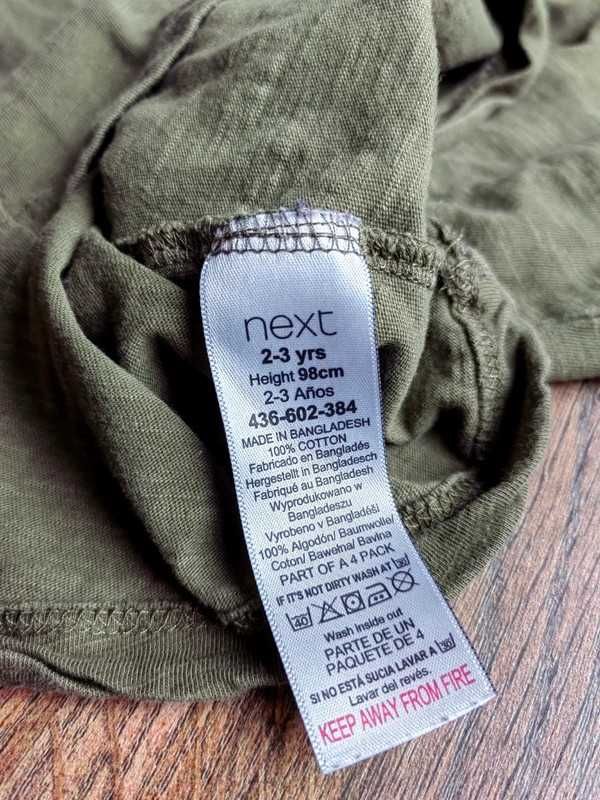 next
2-3 yrs
Height 98cm
2-3 Años
436-602-384
MADE IN BANGLADESH
100% COTTON
Fabricado en Bangladés
Hergestellt in Bangladesch
Fabriqué au Bangladesh
Wyprodukowano w
Bangladeszu
Vyrobeno v Bangladéši
100% Algodón/ Baumwolle/
Coton/ Bawełna/ Bavlna
PART OF A 4 PACK
IF IT'S NOT DIRTY WASH AT 30
40
Wash inside out
PARTE DE UN
PAQUETE DE 4
SI NO ESTÁ SUCIA LAVAR A 30
Lavar del revés.
KEEP AWAY FROM FIRE